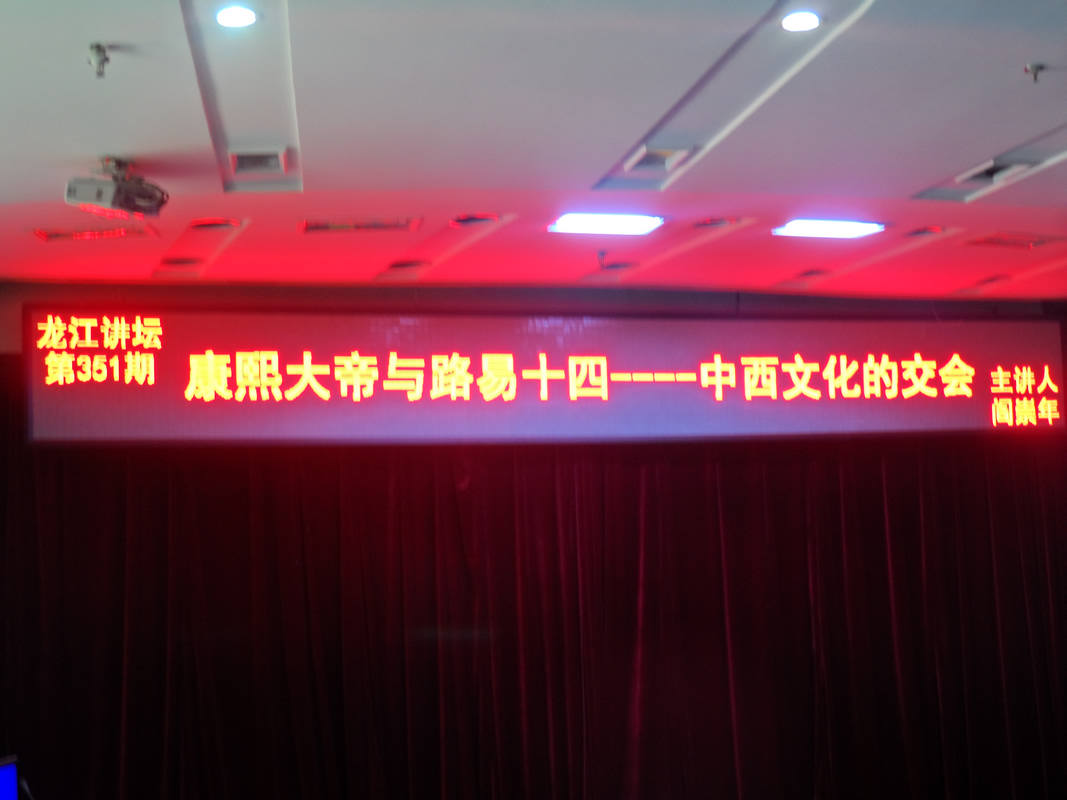 龙江讲坛
第351期
康熙大帝与路易十四----中西文化的交会
主讲人
阎崇年